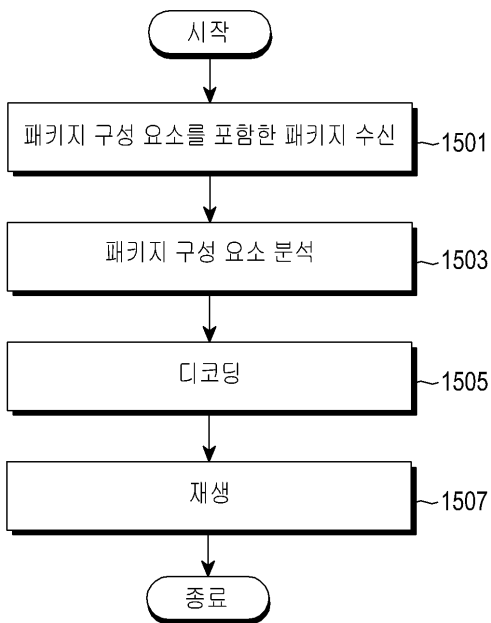 시작
패키지 구성 요소를 포함한 패키지 수신
1501
패키지 구성 요소 분석
1503
디코딩
1505
재생
1507
종료